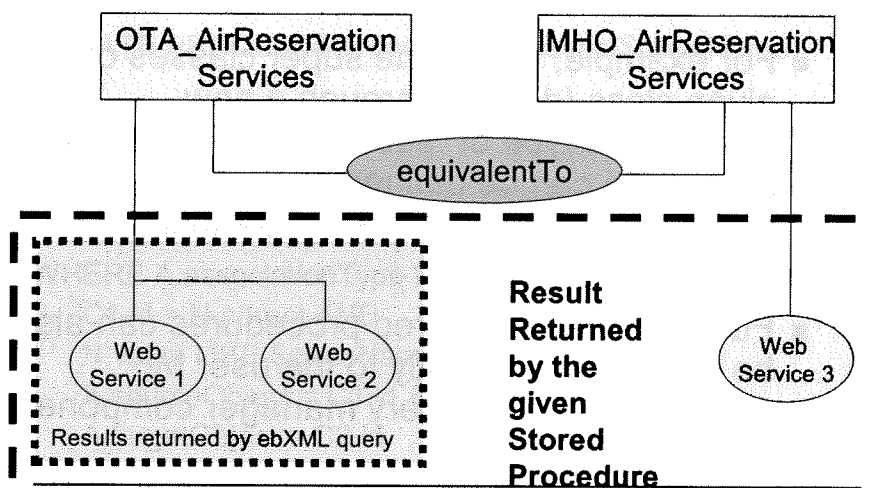 OTA_AirReservation
Services
IMHO_AirReservation
Services
equivalentTo
Result
Returned
by the
given
Stored
Procedure
Web
Service 1
Web
Service 2
Web
Service 3
Results returned by ebXML query